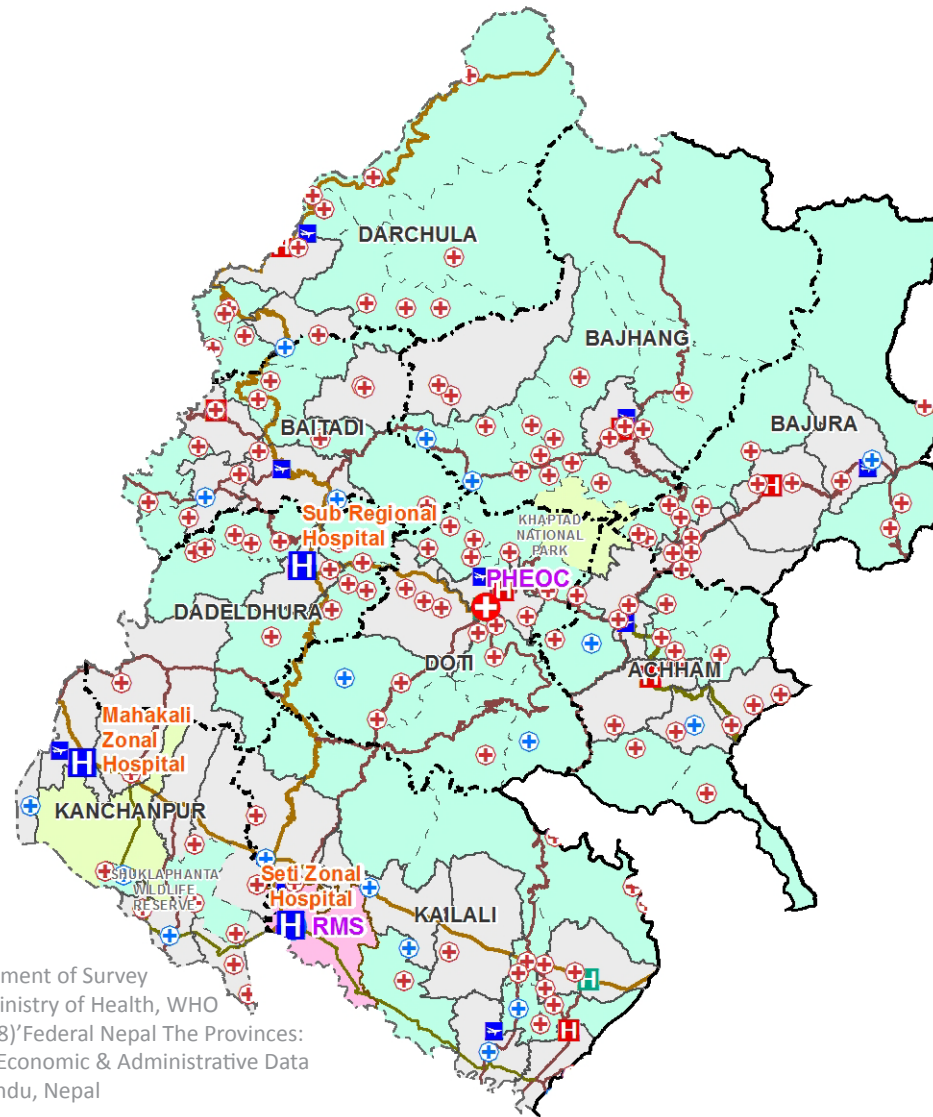 DARCHULA
BAJHANG
BAJURA
BAITADI
Sub Regional
Hospital
KHAPTAD
NATIONAL
PARK
PHEOC
DADELDHURA
DOTI
ACHHAM
Mahakali
Zonal
Hospital
KANCHANPUR
SHUKLAPHANTA
WILDLIFE
RESERVE
Seti Zonal
Hospital
RMS
KAILALI
H
H
H
H
H
H
H
H
ment of Survey
inistry of Health, WHO
8)'Federal Nepal The Provinces:
Economic & Administrative Data
ndu, Nepal